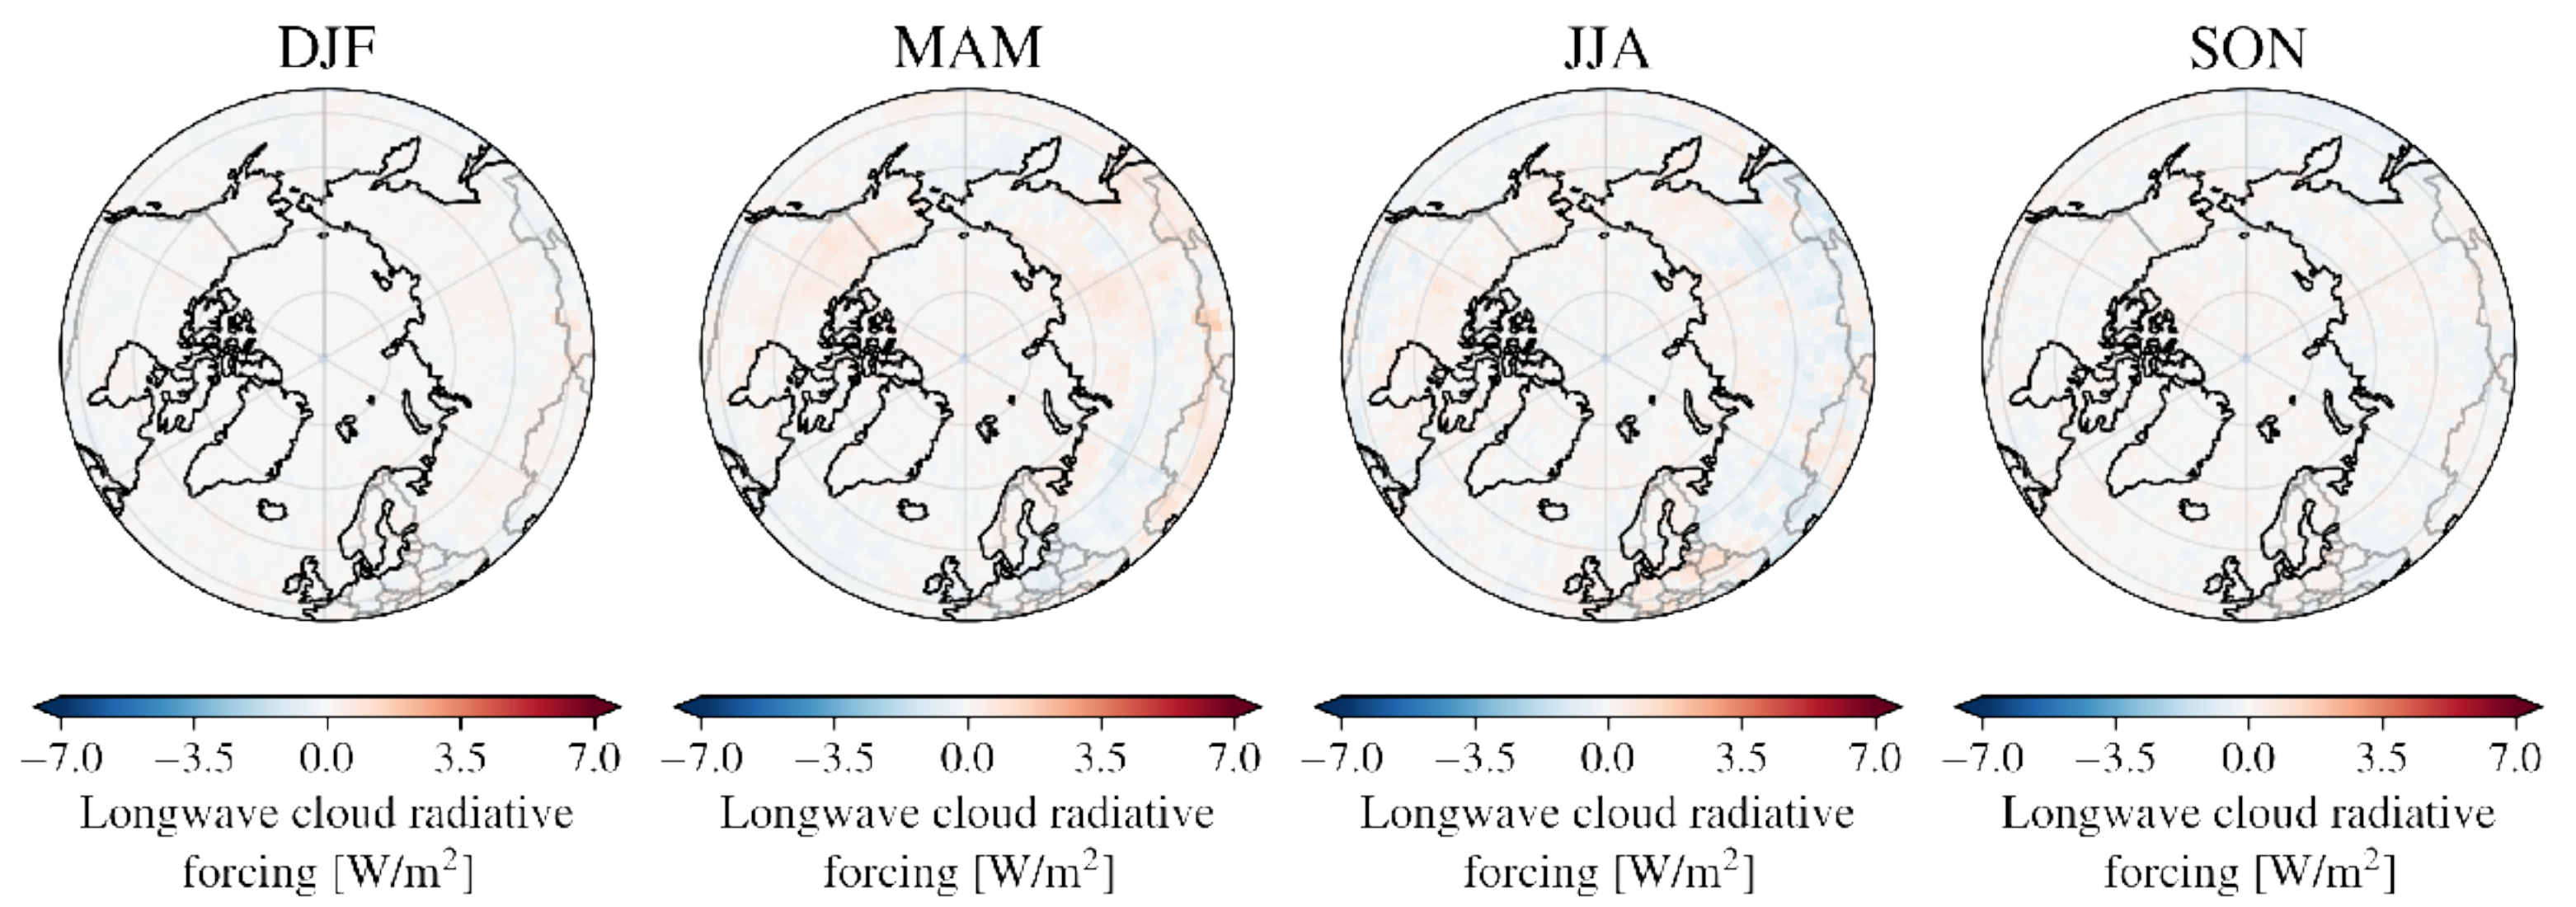 DJF MAM JJA SON
−7.0 −3.5 0.0 3.5 7.0 −7.0 −3.5 0.0 3.5 7.0 −7.0 −3.5 0.0 3.5 7.0 −7.0 −3.5 0.0 3.5 7.0
Longwave cloud radiative Longwave cloud radiative Longwave cloud radiative Longwave cloud radiative
forcing [W/m²] forcing [W/m²] forcing [W/m²] forcing [W/m²]